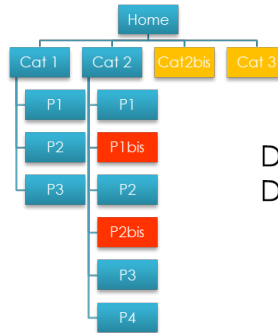 Home
Cat 1 Cat 2 Cat2bis Cat 3
P1 P1
P2 P1bis
P3 P2
P2bis
P3
P4
D
D